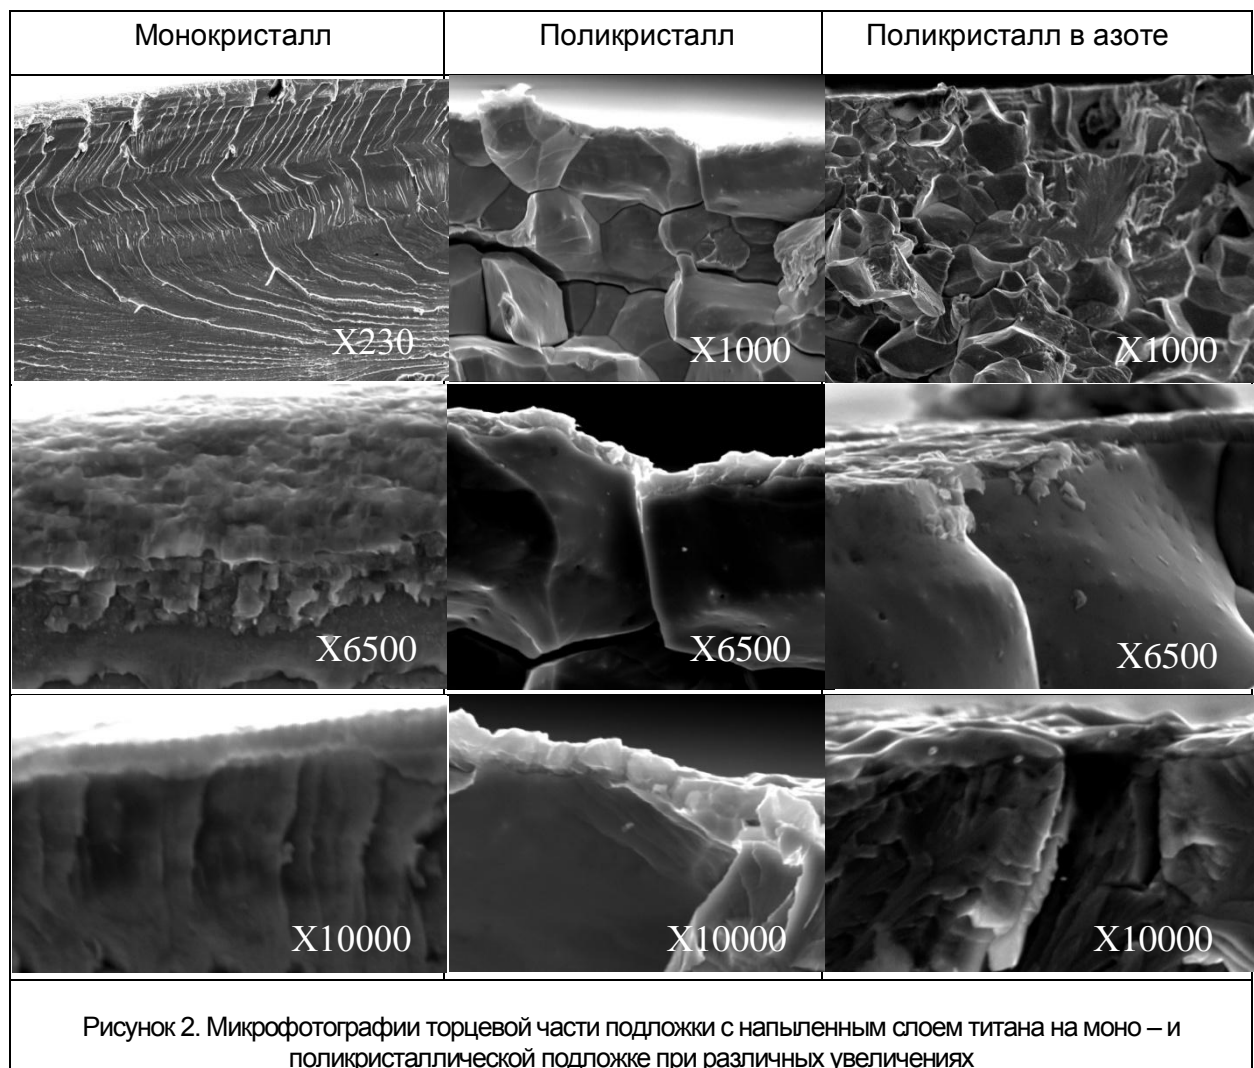 Монокристалл
Поликристалл
Поликристалл в азоте
X230
X1000
X1000
X6500
X6500
X6500
X10000
X10000
X10000
Рисунок 2. Микрофотографии торцевой части подложки с напыленным слоем титана на моно – и
поликристаллической подложке при различных увеличениях